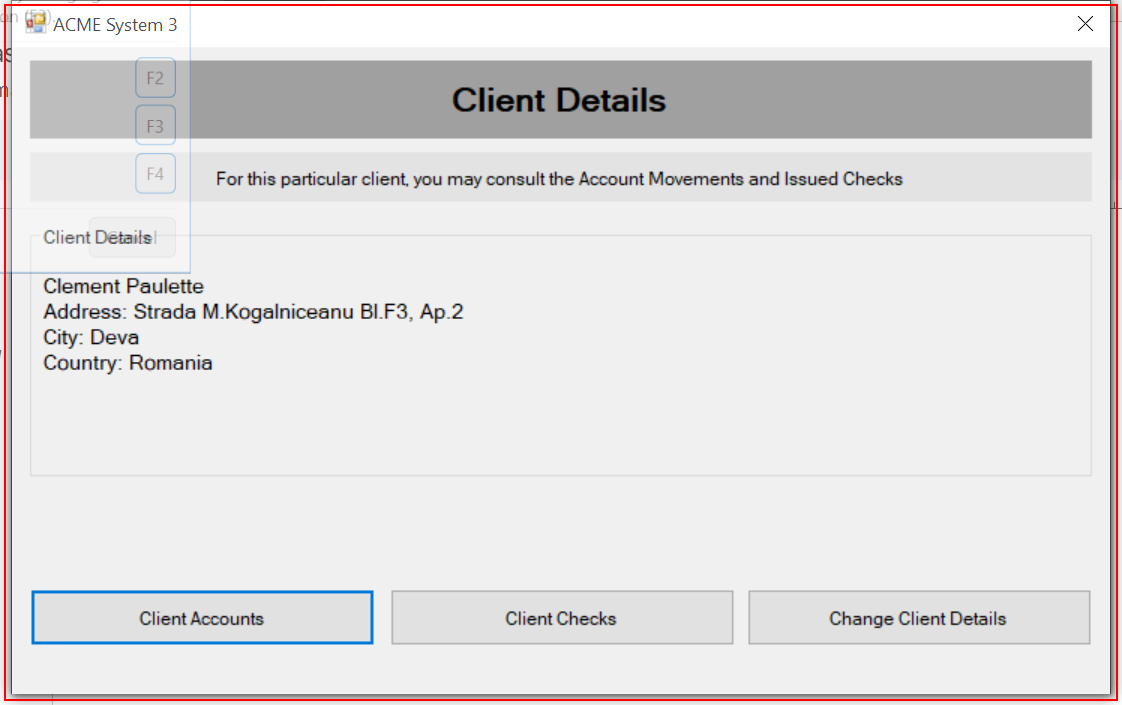 ACME System 3
F2
Client Details
F3
F4
For this particular client, you may consult the Account Movements and Issued Checks
Client Details
Clement Paulette
Address: Strada M.Kogalniceanu Bl.F3, Ap.2
City: Deva
Country: Romania
Client Accounts
Client Checks
Change Client Details